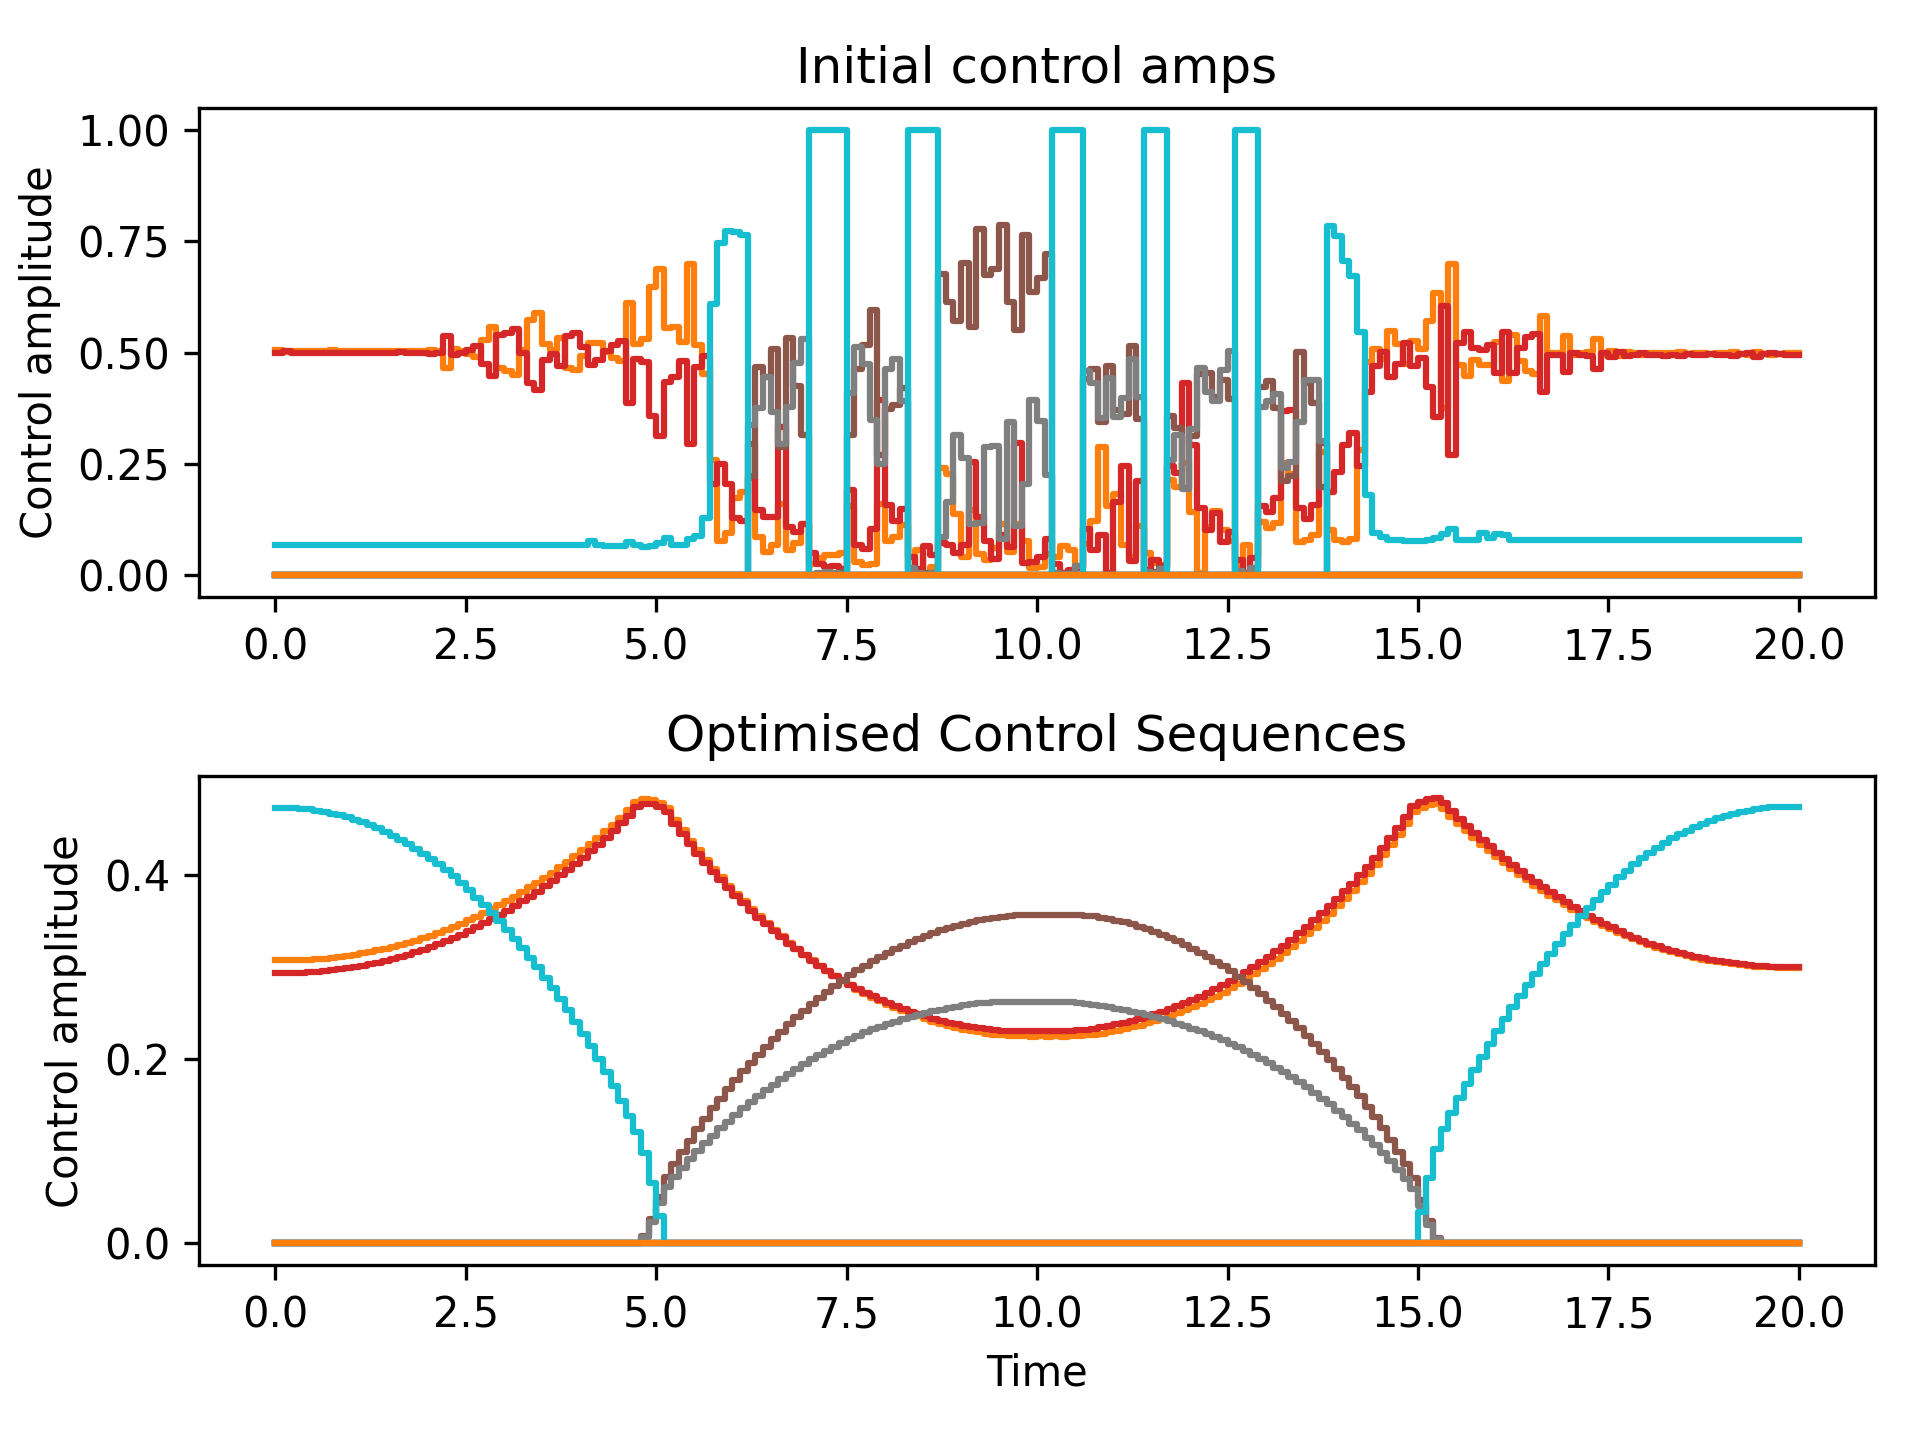 Initial control amps
Control amplitude
1.00
0.75
0.50
0.25
0.00
0.0 2.5 5.0 7.5 10.0 12.5 15.0 17.5 20.0
Optimised Control Sequences
Control amplitude
0.4
0.2
0.0
0.0 2.5 5.0 7.5 10.0 12.5 15.0 17.5 20.0
Time